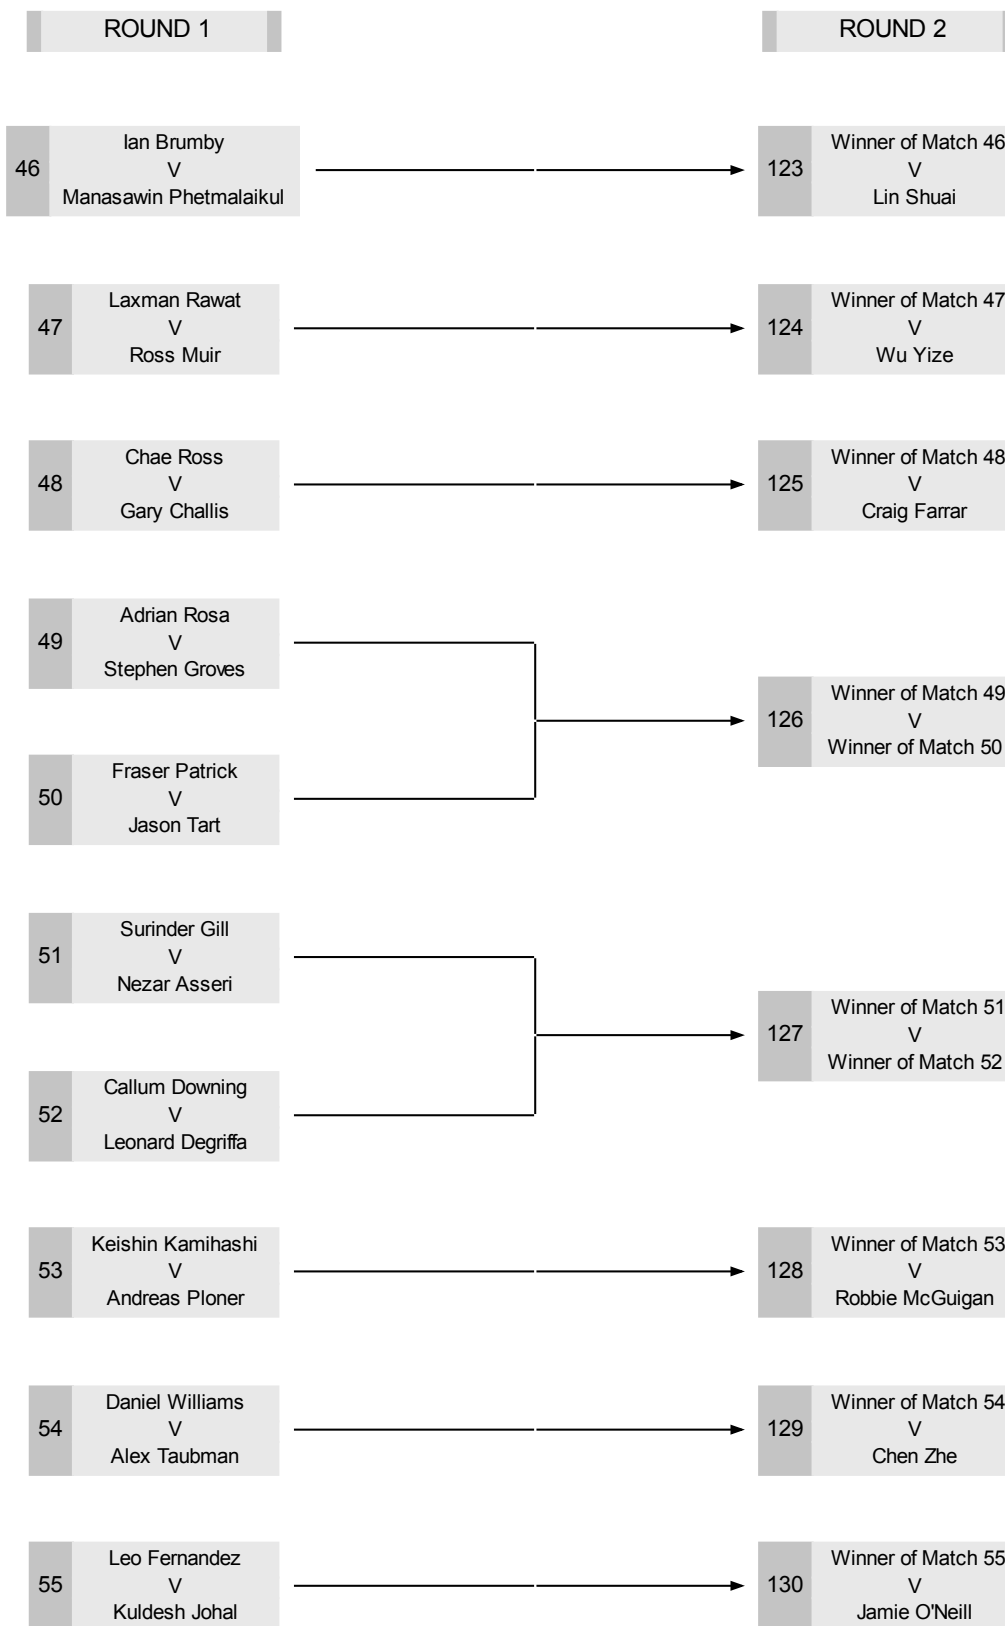 ROUND 1
ROUND 2
46
Ian Brumby
V
Manasawin Phetmalaikul
123
Winner of Match 46
V
Lin Shuai
47
Laxman Rawat
V
Ross Muir
124
Winner of Match 47
V
Wu Yize
48
Chae Ross
V
Gary Challis
125
Winner of Match 48
V
Craig Farrar
49
Adrian Rosa
V
Stephen Groves
126
Winner of Match 49
V
Winner of Match 50
50
Fraser Patrick
V
Jason Tart
51
Surinder Gill
V
Nezar Asseri
127
Winner of Match 51
V
Winner of Match 52
52
Callum Downing
V
Leonard Degriffa
53
Keishin Kamihashi
V
Andreas Ploner
128
Winner of Match 53
V
Robbie McGuigan
54
Daniel Williams
V
Alex Taubman
129
Winner of Match 54
V
Chen Zhe
55
Leo Fernandez
V
Kuldesh Johal
130
Winner of Match 55
V
Jamie O'Neill